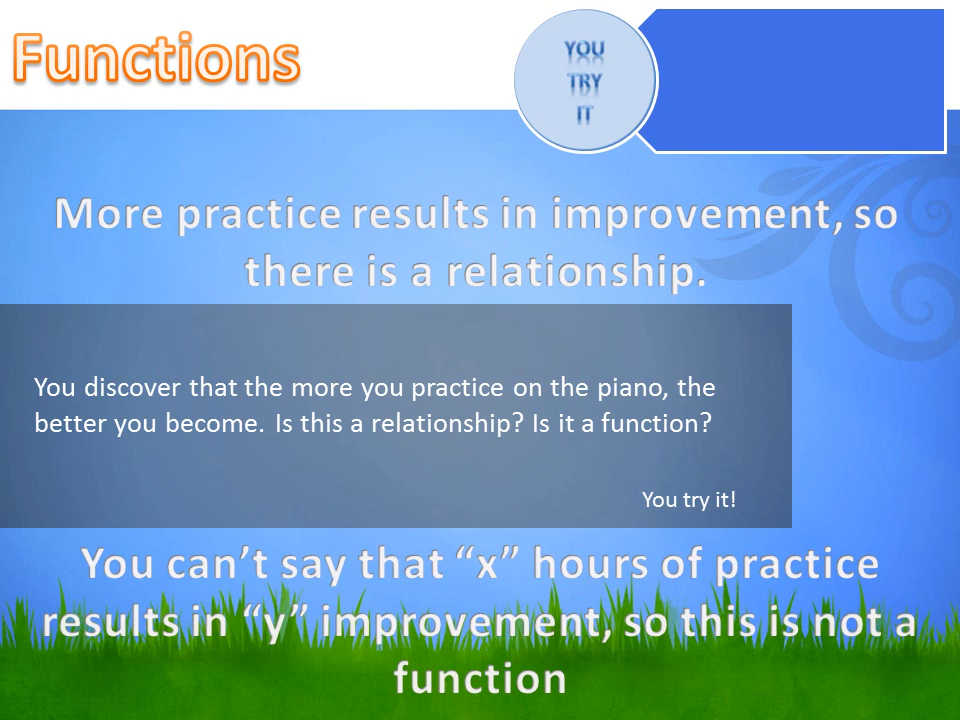 Functions
YOU
TRY
IT
More practice results in improvement, so
there is a relationship.
You discover that the more you practice on the piano, the
better you become. Is this a relationship? Is it a function?
You try it!
You can’t say that “x” hours of practice
results in “y” improvement, so this is not a
function